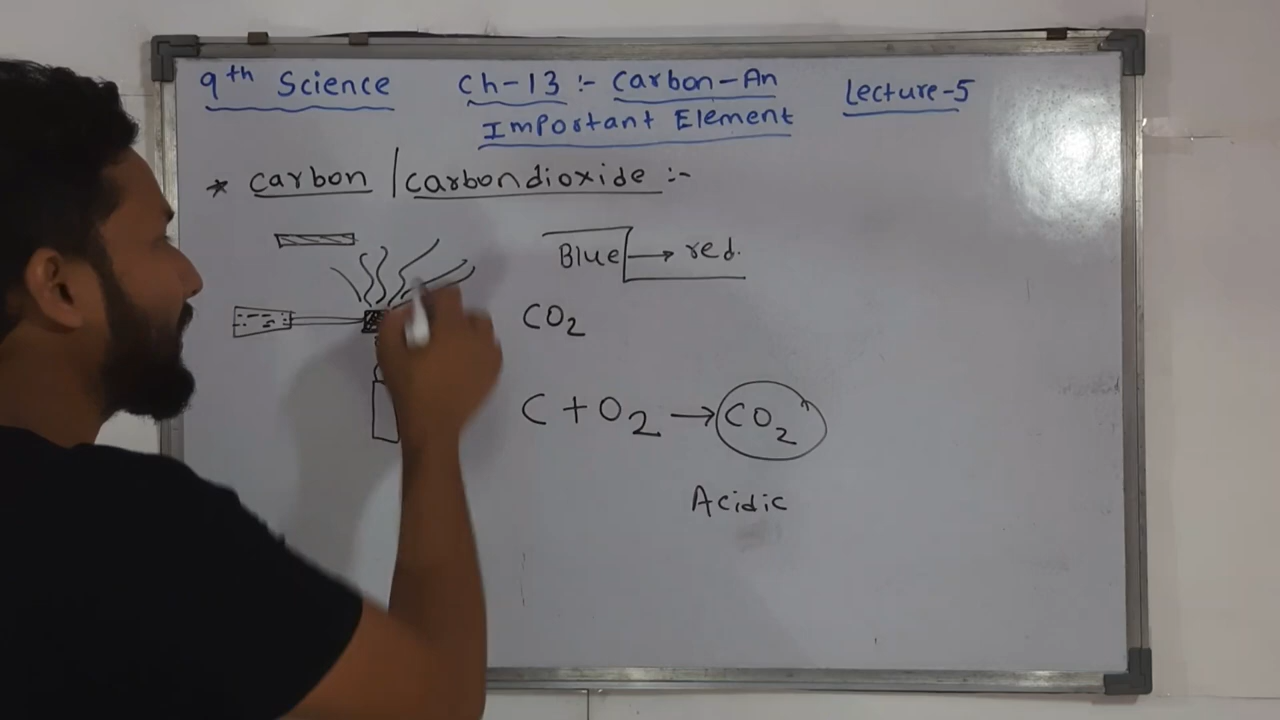 9th Science Ch-13 :- Carbon-An Lecture-5
Important Element
* carbon | carbondioxide :-
Blue → red.
CO2
C + O2 → CO2
Acidic